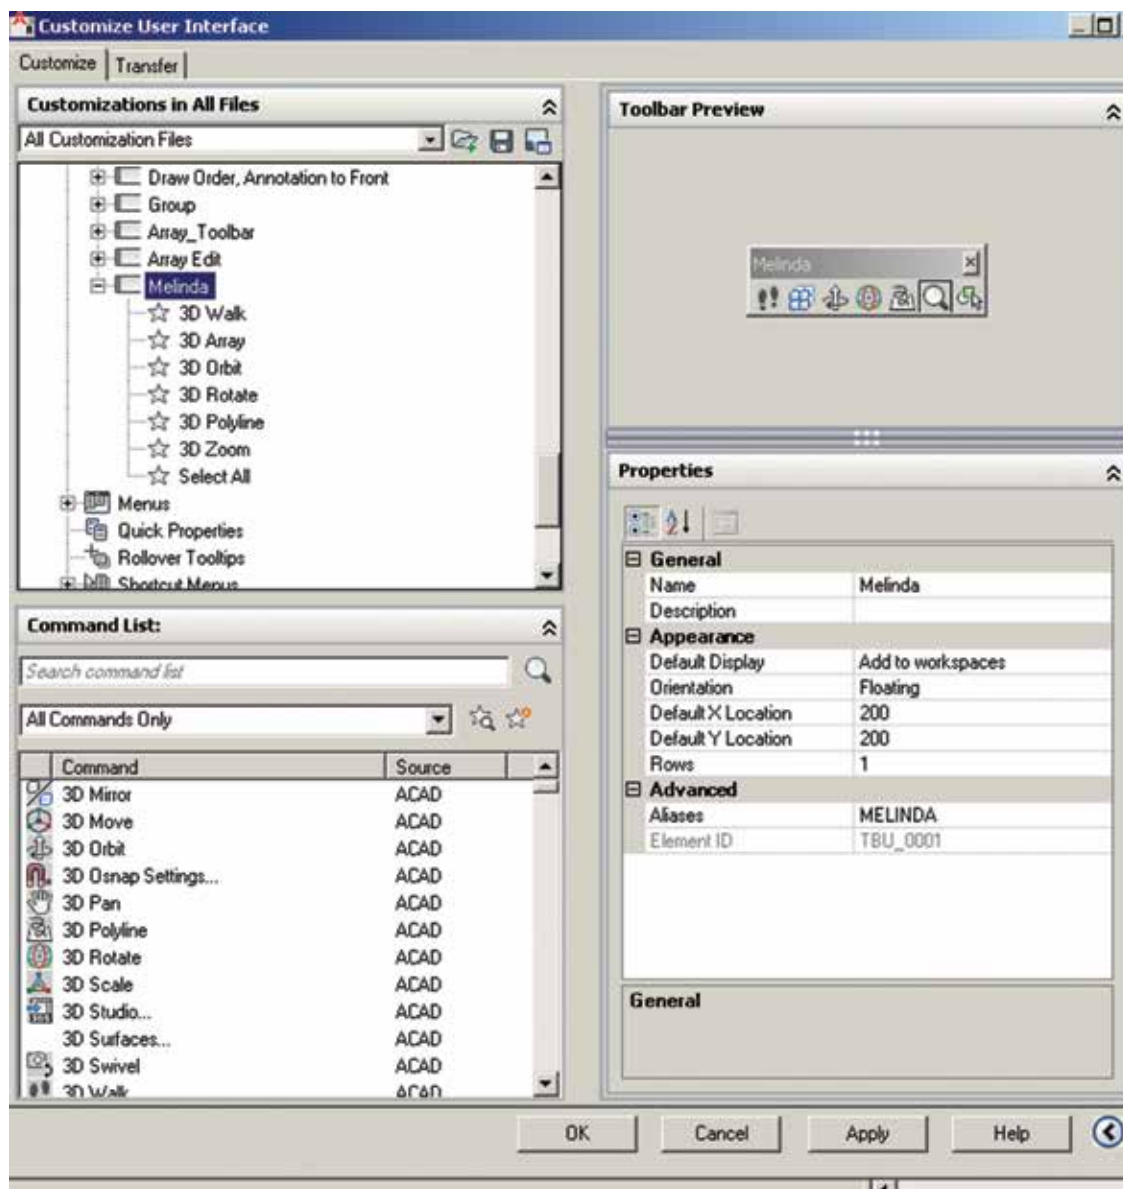 Customize User Interface
Customize
Transfer
Customizations in All Files
All Customization Files
Draw Order, Annotation to Front
Group
Array_Toolbar
Array Edit
Melinda
3D Walk
3D Array
3D Orbit
3D Rotate
3D Polyline
3D Zoom
Select All
Menus
Quick Properties
Rollover Tooltips
Shortcut Menus
Command List:
Search command list
All Commands Only
Command Source
3D Mirror ACAD
3D Move ACAD
3D Orbit ACAD
3D Osnap Settings... ACAD
3D Pan ACAD
3D Polyline ACAD
3D Rotate ACAD
3D Scale ACAD
3D Studio... ACAD
3D Surfaces... ACAD
3D Swivel ACAD
3D Walk ACAD
Toolbar Preview
Melinda
Properties
General
Name Melinda
Description
Appearance
Default Display Add to workspaces
Orientation Floating
Default X Location 200
Default Y Location 200
Rows 1
Advanced
Aliases MELINDA
Element ID TBU_0001
General
OK Cancel Apply Help